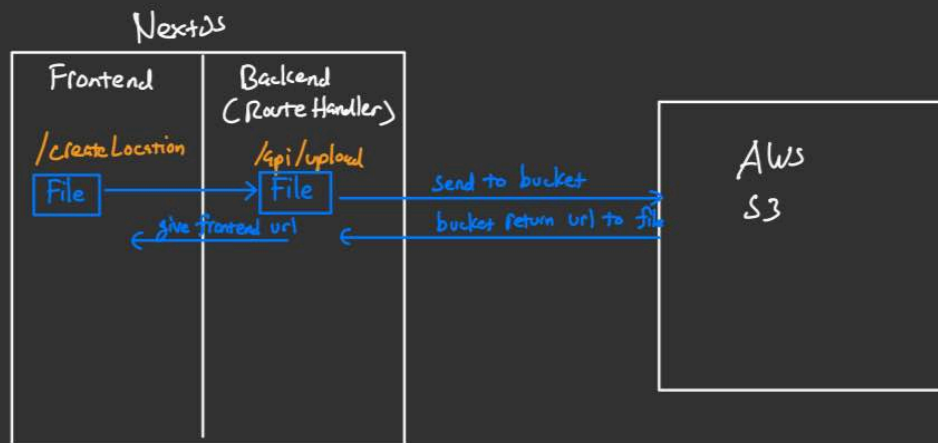 NextJS
Frontend
Backend
(Route Handler)
/createLocation
/api/upload
File
File
send to bucket
give frontend url
bucket return url to file
AWS
S3